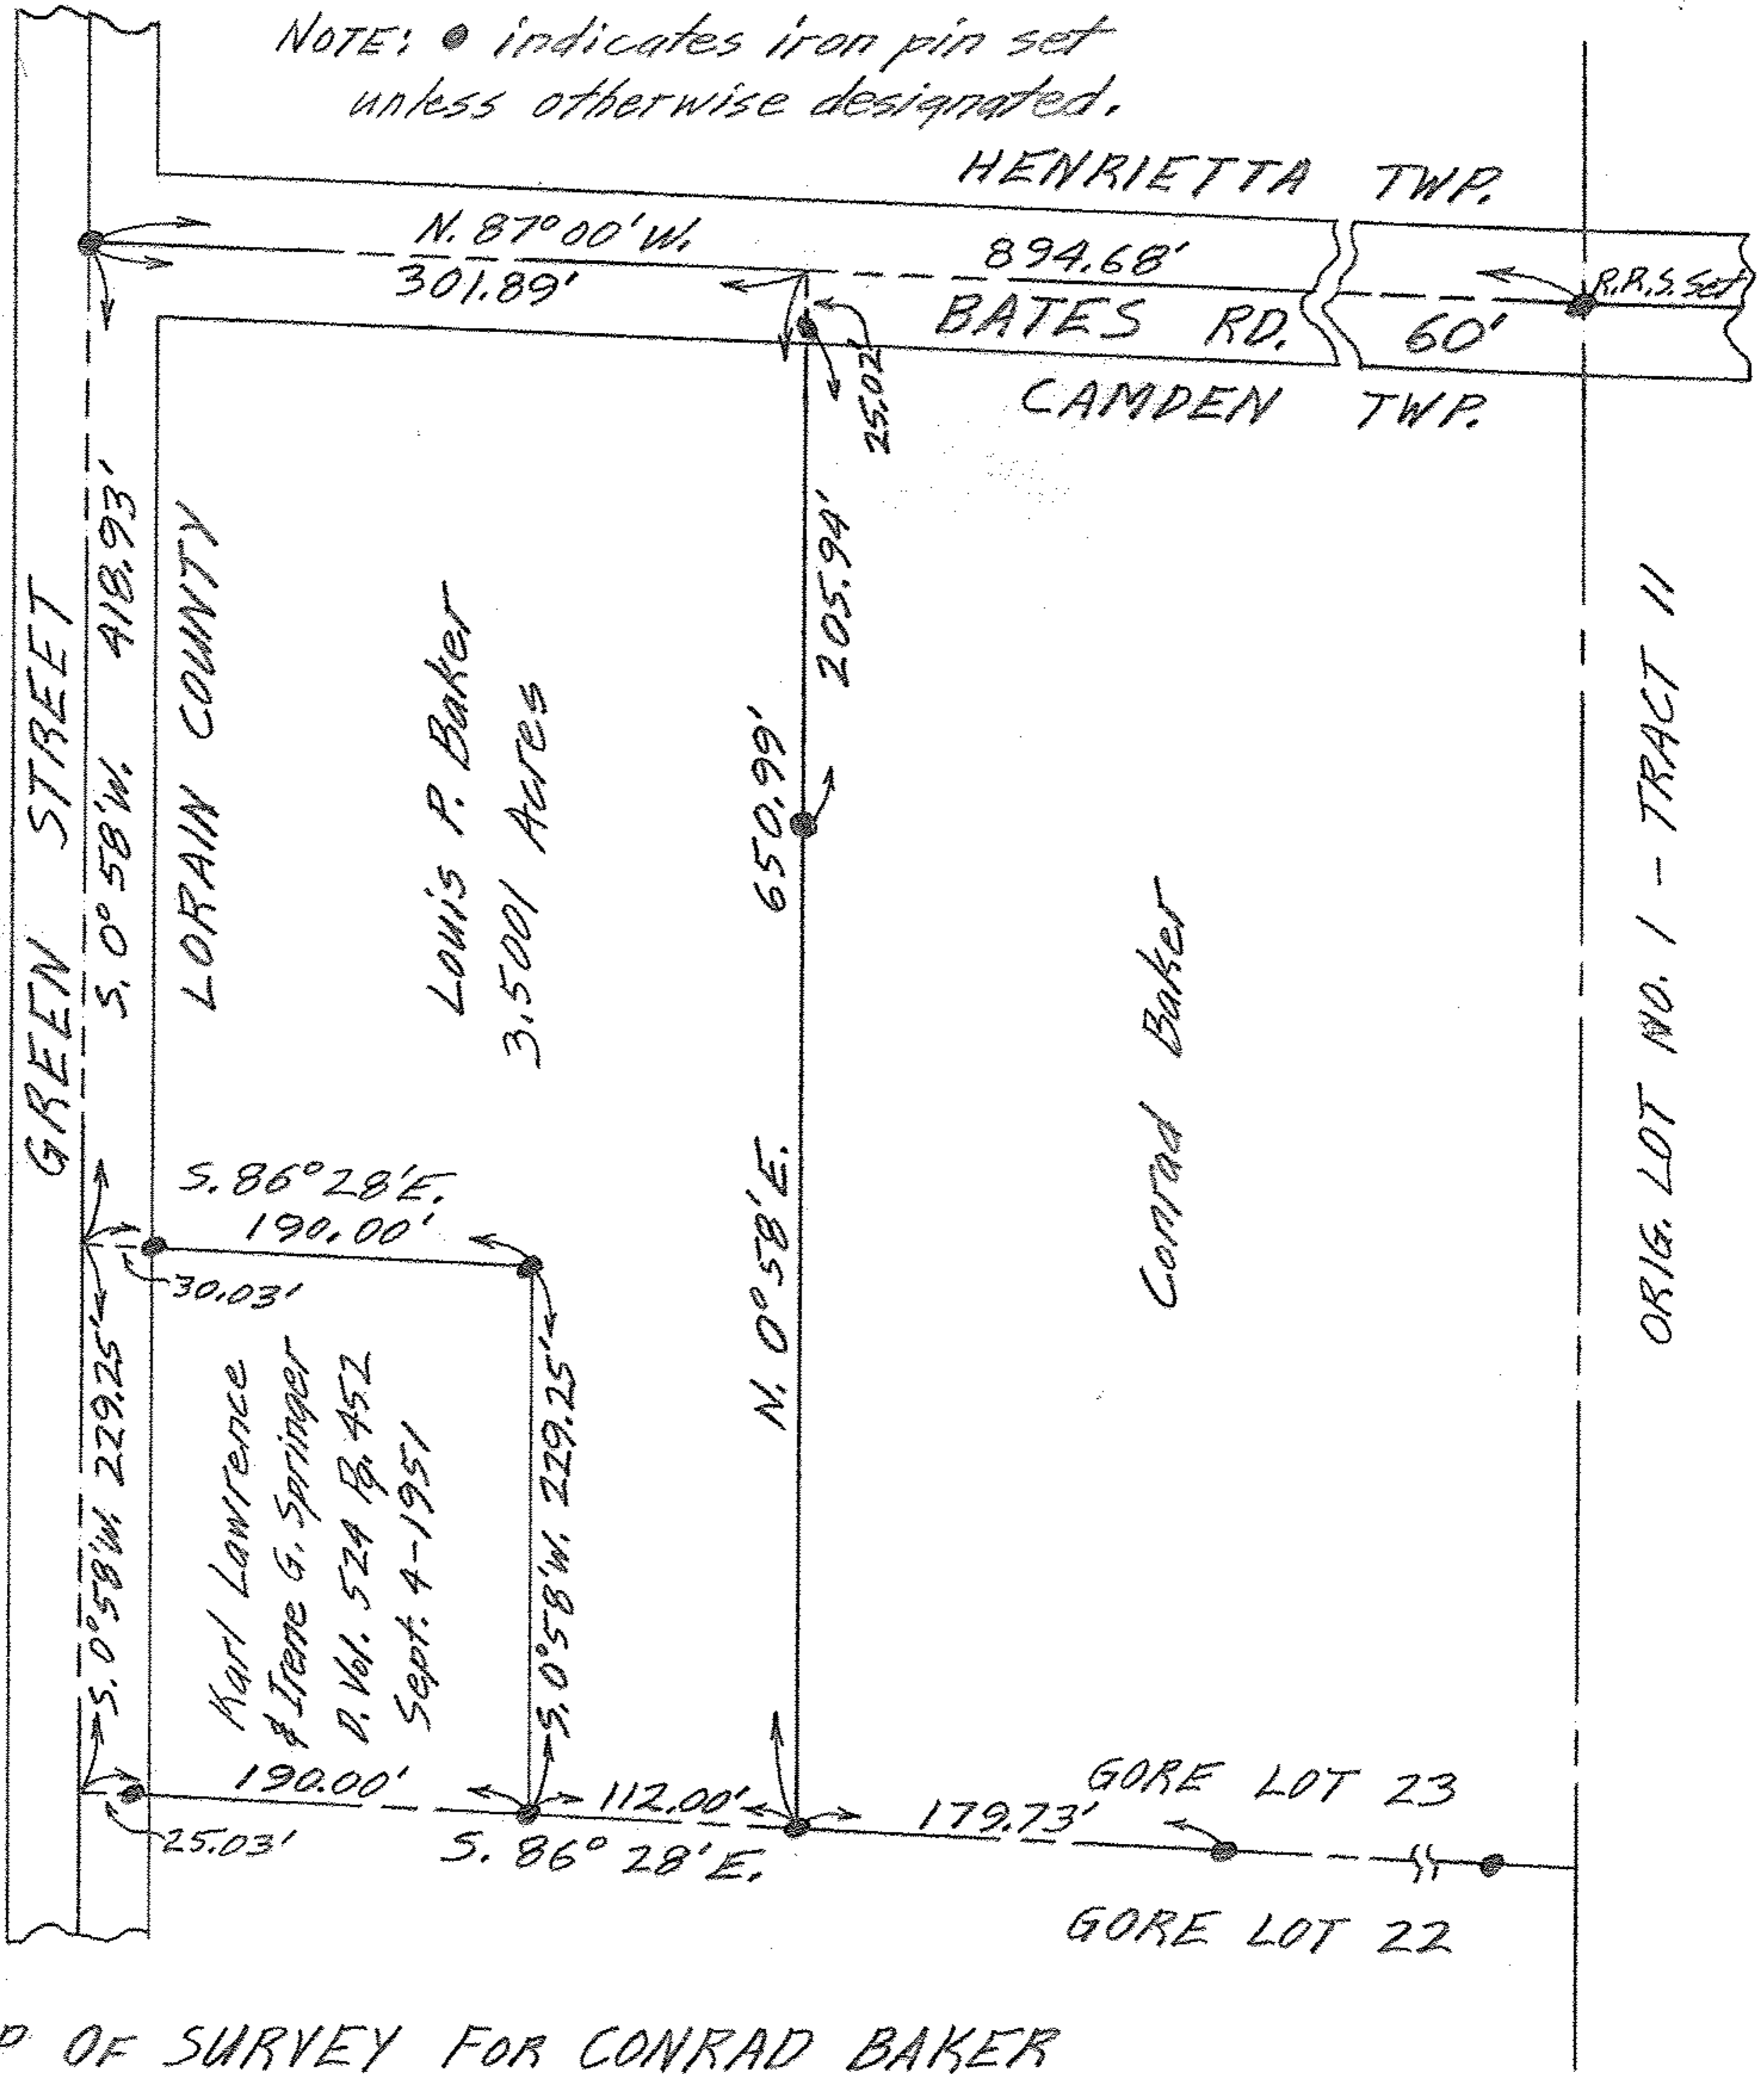 NOTE: ● indicates iron pin set
unless otherwise designated.
HENRIETTA TWP.
N. 87°00'W.
301.89'
894.68'
R.R.S. Set
BATES RD. 60'
25.02'
CAMDEN TWP.
GREEN STREET
S. 0°58'W. 418.93'
LORAIN COUNTY
Louis P. Baker
3.5001 Acres
205.94'
N. 0°58'E. 650.99'
Conrad Baker
ORIG. LOT NO. 1 - TRACT 11
S. 86°28'E.
190.00'
30.03'
S. 0°58'W. 229.25'
Karl Lawrence
& Irene G. Springer
D. Vol. 524 Pg. 452
Sept. 4-1951
S. 0°58'W. 229.25'
190.00'
112.00'
179.73'
GORE LOT 23
25.03'
S. 86° 28'E.
GORE LOT 22
P OF SURVEY FOR CONRAD BAKER